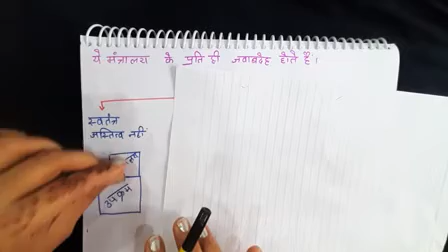 ये मंत्रालय के प्रति ही जवाबदेह होते हैं।
स्वतंत्र
अस्तित्व नहीं
उपक्रम